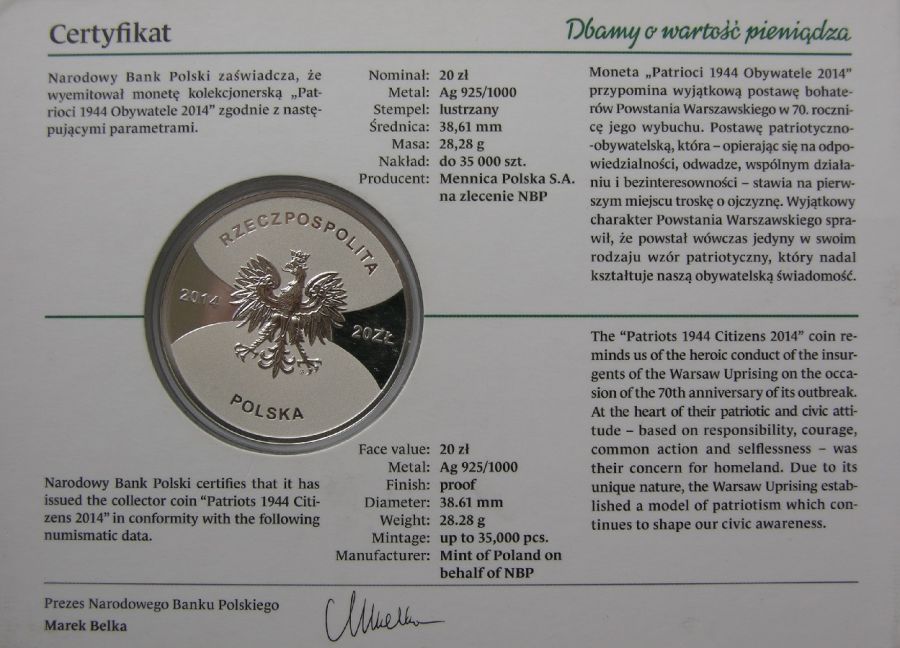 Certyfikat
Dbamy o wartość pieniądza
Narodowy Bank Polski zaświadcza, że
wyemitował monetę kolekcjonerską „Pat-
rioci 1944 Obywatele 2014” zgodnie z nastę-
pującymi parametrami.
Nominał: 20 zł
Metal: Ag 925/1000
Stempel: lustrzany
Średnica: 38,61 mm
Masa: 28,28 g
Nakład: do 35 000 szt.
Producent: Mennica Polska S.A.
na zlecenie NBP
Moneta „Patrioci 1944 Obywatele 2014”
przypomina wyjątkową postawę bohate-
rów Powstania Warszawskiego w 70. roczni-
cę jego wybuchu. Postawę patriotyczno-
-obywatelską, która – opierając się na odpo-
wiedzialności, odwadze, wspólnym działa-
niu i bezinteresowności – stawia na pierw-
szym miejscu troskę o ojczyznę. Wyjątkowy
charakter Powstania Warszawskiego spra-
wił, że powstał wówczas jedyny w swoim
rodzaju wzór patriotyczny, który nadal
kształtuje naszą obywatelską świadomość.
RZECZPOSPOLITA
2014
20ZŁ
POLSKA
Narodowy Bank Polski certifies that it has
issued the collector coin “Patriots 1944 Citi-
zens 2014” in conformity with the following
numismatic data.
Face value: 20 zł
Metal: Ag 925/1000
Finish: proof
Diameter: 38.61 mm
Weight: 28.28 g
Mintage: up to 35,000 pcs.
Manufacturer: Mint of Poland on
behalf of NBP
The “Patriots 1944 Citizens 2014” coin re-
minds us of the heroic conduct of the insur-
gents of the Warsaw Uprising on the occa-
sion of the 70th anniversary of its outbreak.
At the heart of their patriotic and civic atti-
tude – based on responsibility, courage,
common action and selflessness – was
their concern for homeland. Due to its
unique nature, the Warsaw Uprising estab-
lished a model of patriotism which con-
tinues to shape our civic awareness.
Prezes Narodowego Banku Polskiego
Marek Belka